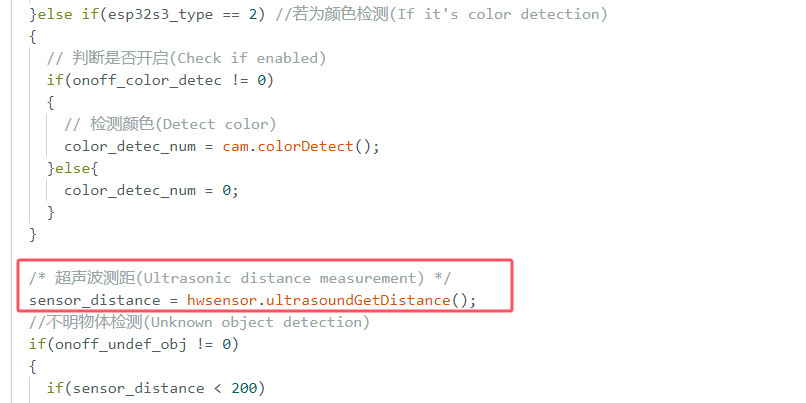 }else if(esp32s3_type == 2) //若为颜色检测(If it's color detection)
{
// 判断是否开启(Check if enabled)
if(onoff_color_detec != 0)
{
// 检测颜色(Detect color)
color_detec_num = cam.colorDetect();
}else{
color_detec_num = 0;
}
}
/* 超声波测距(Ultrasonic distance measurement) */
sensor_distance = hwsensor.ultrasoundGetDistance();
//不明物体检测(Unknown object detection)
if(onoff_undef_obj != 0)
{
if(sensor_distance < 200)